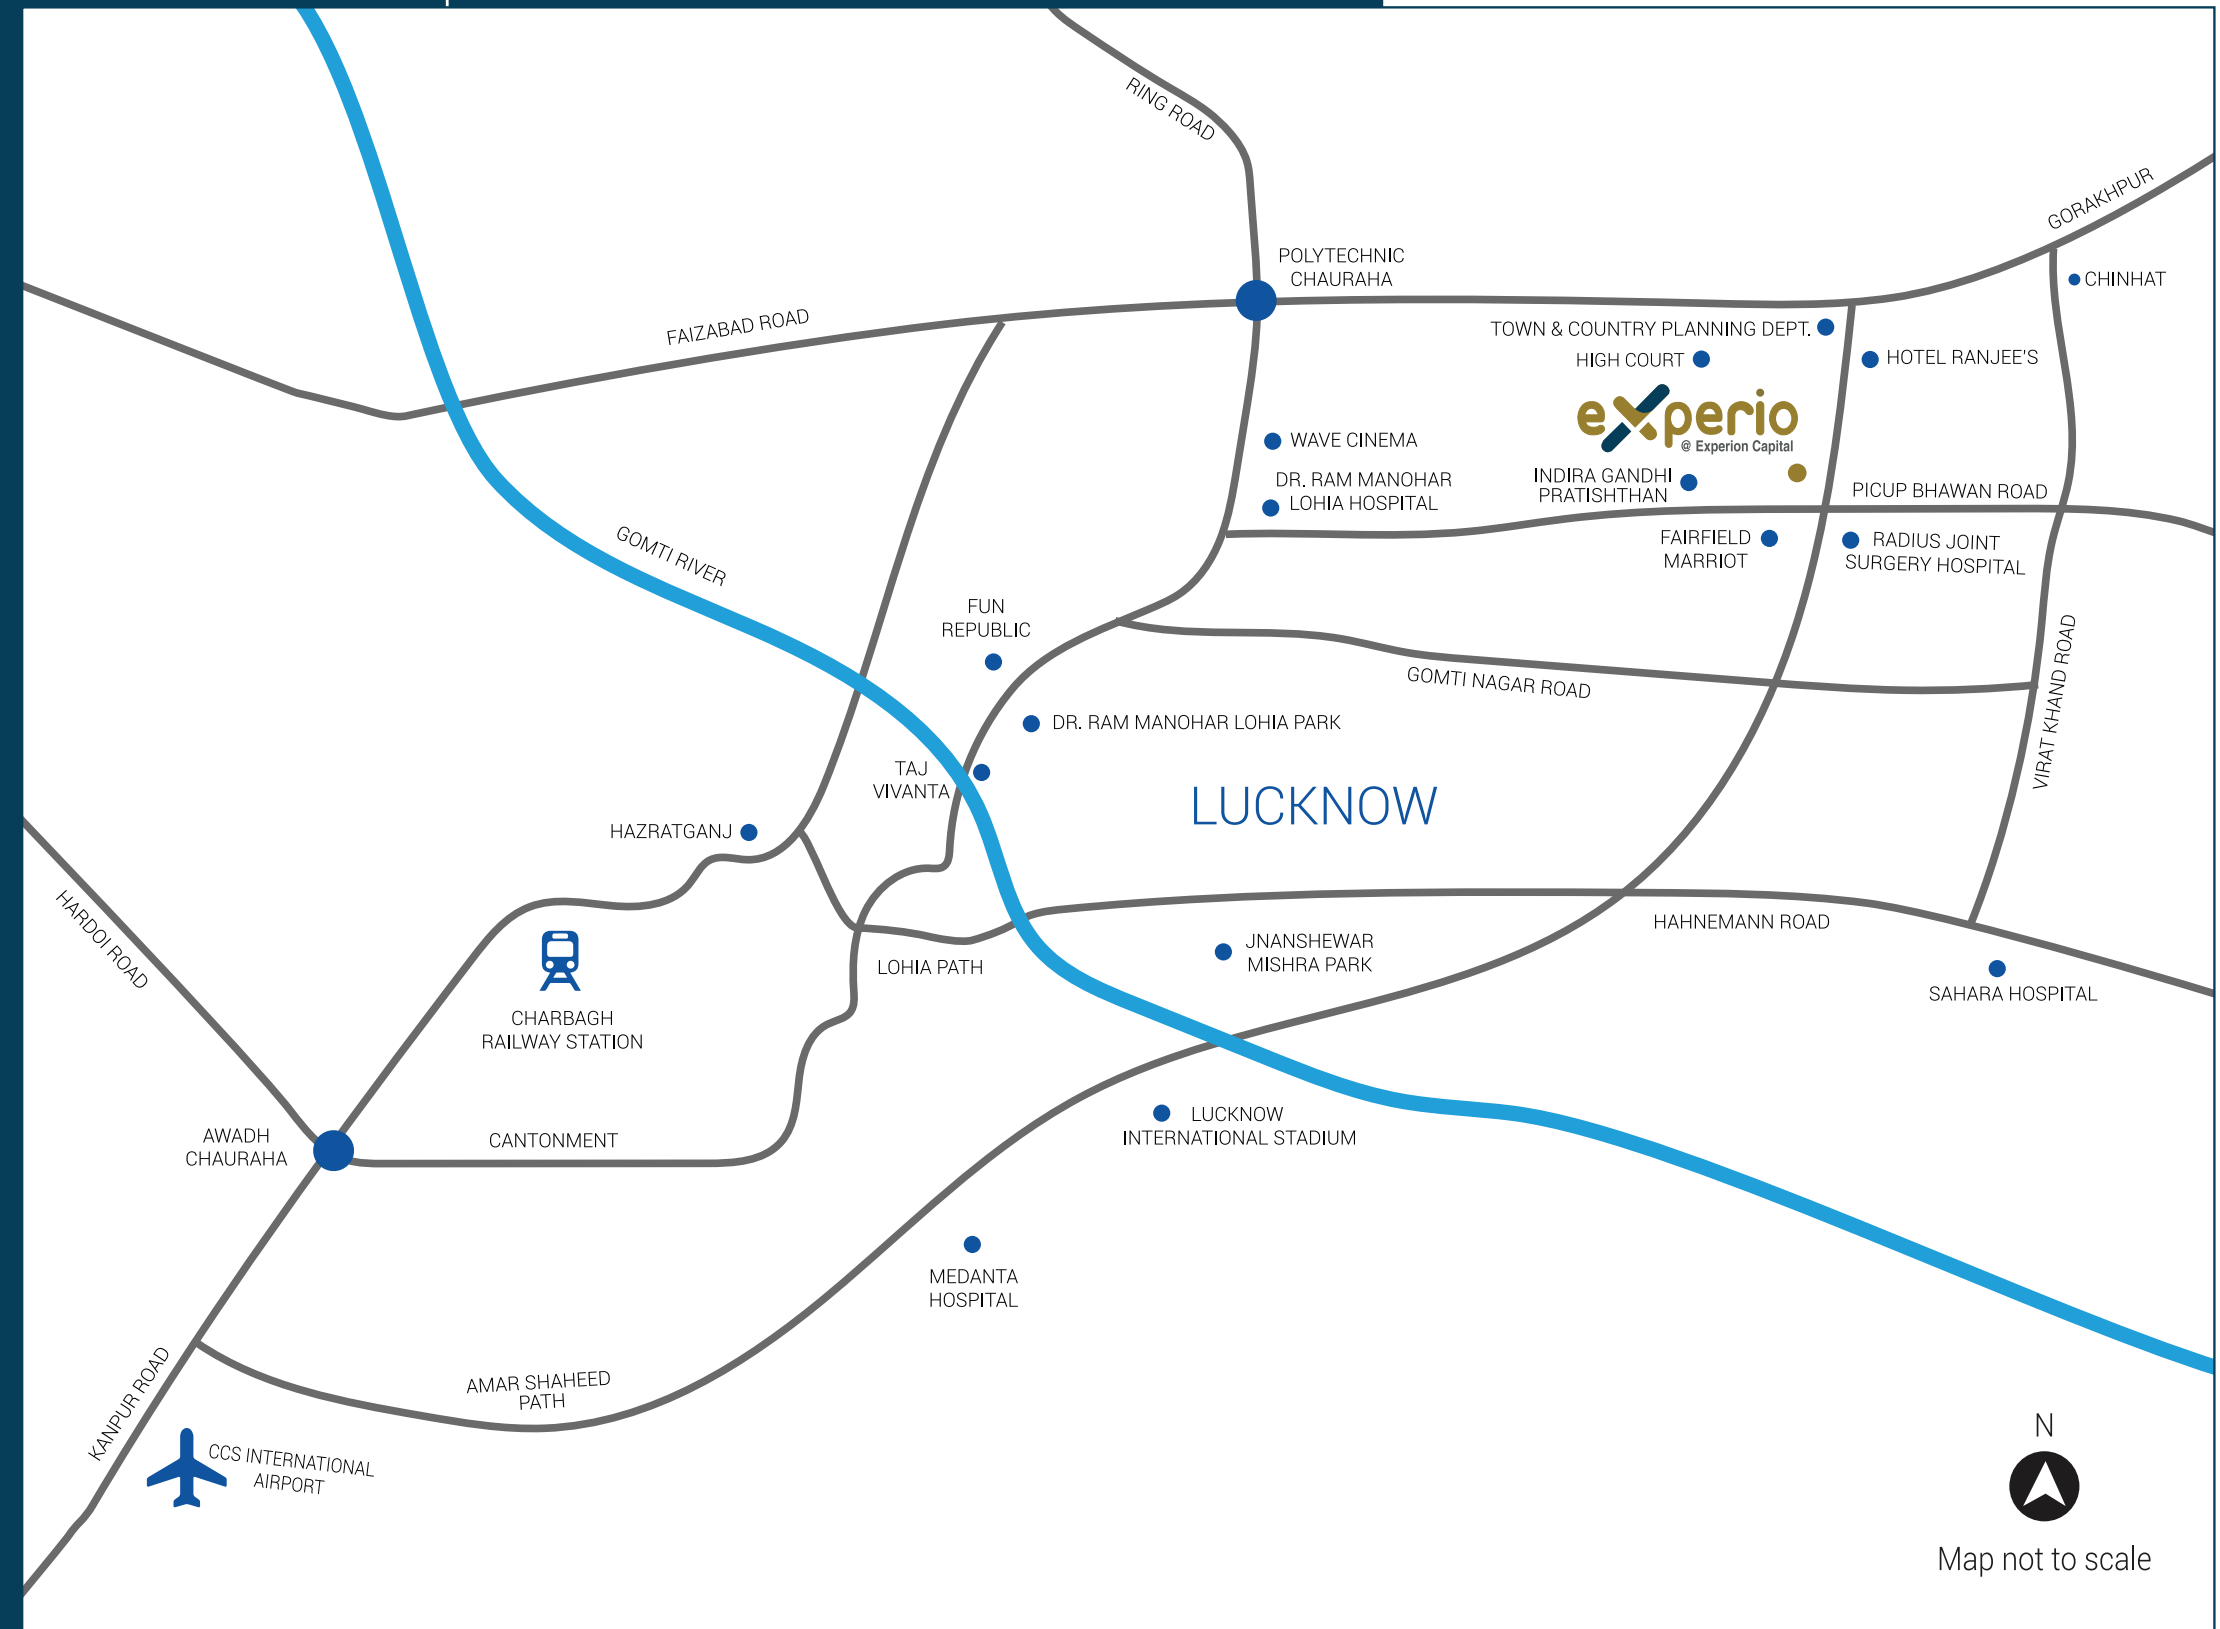 RING ROAD
GORAKHPUR
POLYTECHNIC
CHAURAHA
CHINHAT
FAIZABAD ROAD
TOWN & COUNTRY PLANNING DEPT.
HIGH COURT
HOTEL RANJEE'S
experio
@ Experion Capital
WAVE CINEMA
DR. RAM MANOHAR
LOHIA HOSPITAL
INDIRA GANDHI
PRATISHTHAN
PICUP BHAWAN ROAD
FAIRFIELD
MARRIOT
RADIUS JOINT
SURGERY HOSPITAL
GOMTI RIVER
FUN
REPUBLIC
GOMTI NAGAR ROAD
VIRAT KHAND ROAD
DR. RAM MANOHAR LOHIA PARK
TAJ
VIVANTA
LUCKNOW
HAZRATGANJ
HARDOI ROAD
HAHNEMANN ROAD
JNANSHEWAR
MISHRA PARK
LOHIA PATH
SAHARA HOSPITAL
CHARBAGH
RAILWAY STATION
LUCKNOW
INTERNATIONAL STADIUM
AWADH
CHAURAHA
CANTONMENT
MEDANTA
HOSPITAL
AMAR SHAHEED
PATH
KANPUR ROAD
CCS INTERNATIONAL
AIRPORT
N
Map not to scale